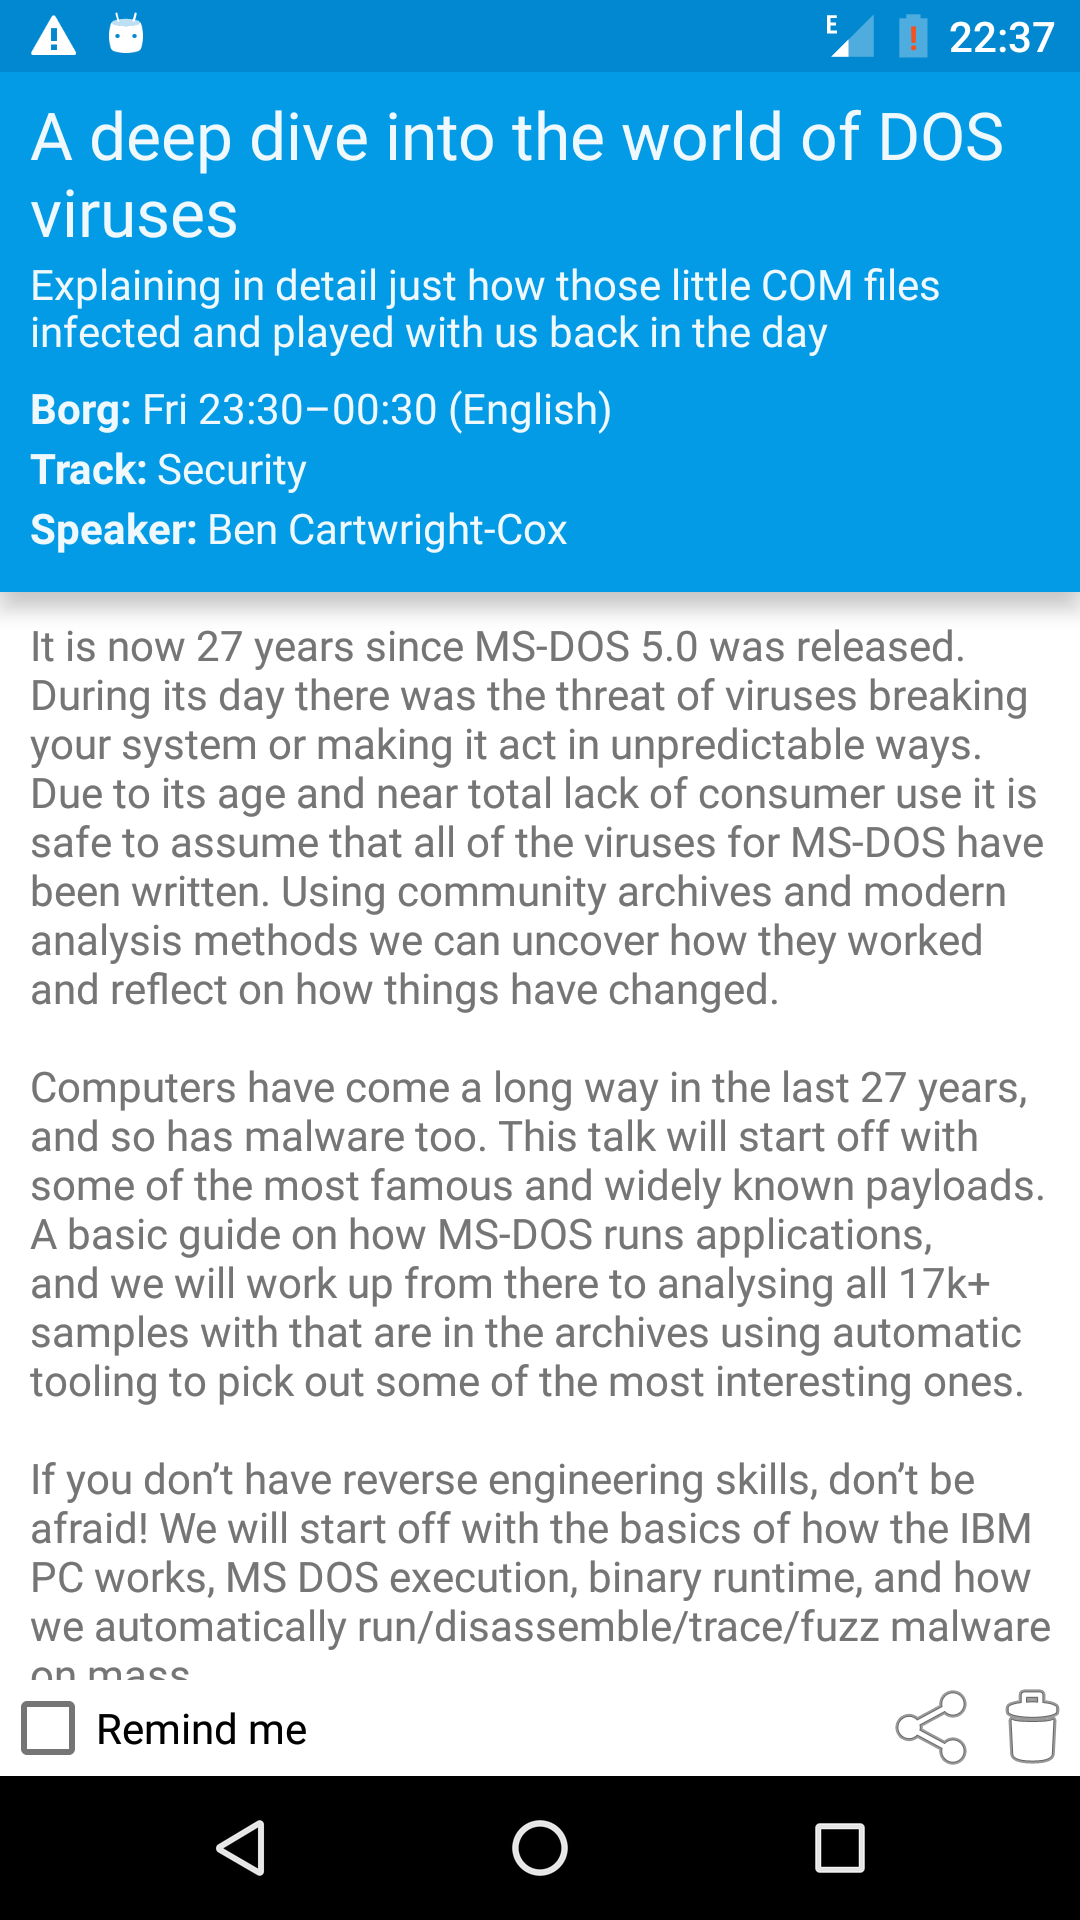 E 22:37
A deep dive into the world of DOS
viruses
Explaining in detail just how those little COM files
infected and played with us back in the day
Borg: Fri 23:30–00:30 (English)
Track: Security
Speaker: Ben Cartwright-Cox
It is now 27 years since MS-DOS 5.0 was released.
During its day there was the threat of viruses breaking
your system or making it act in unpredictable ways.
Due to its age and near total lack of consumer use it is
safe to assume that all of the viruses for MS-DOS have
been written. Using community archives and modern
analysis methods we can uncover how they worked
and reflect on how things have changed.
Computers have come a long way in the last 27 years,
and so has malware too. This talk will start off with
some of the most famous and widely known payloads.
A basic guide on how MS-DOS runs applications,
and we will work up from there to analysing all 17k+
samples with that are in the archives using automatic
tooling to pick out some of the most interesting ones.
If you don’t have reverse engineering skills, don’t be
afraid! We will start off with the basics of how the IBM
PC works, MS DOS execution, binary runtime, and how
we automatically run/disassemble/trace/fuzz malware
on mass
Remind me